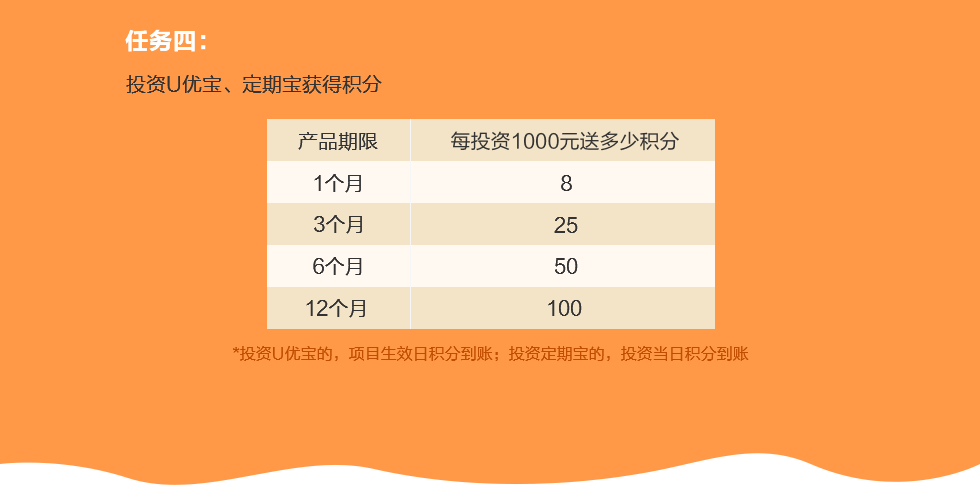 任务四：
投资U优宝、定期宝获得积分
产品期限 每投资1000元送多少积分
1个月 8
3个月 25
6个月 50
12个月 100
*投资U优宝的，项目生效日积分到账；投资定期宝的，投资当日积分到账